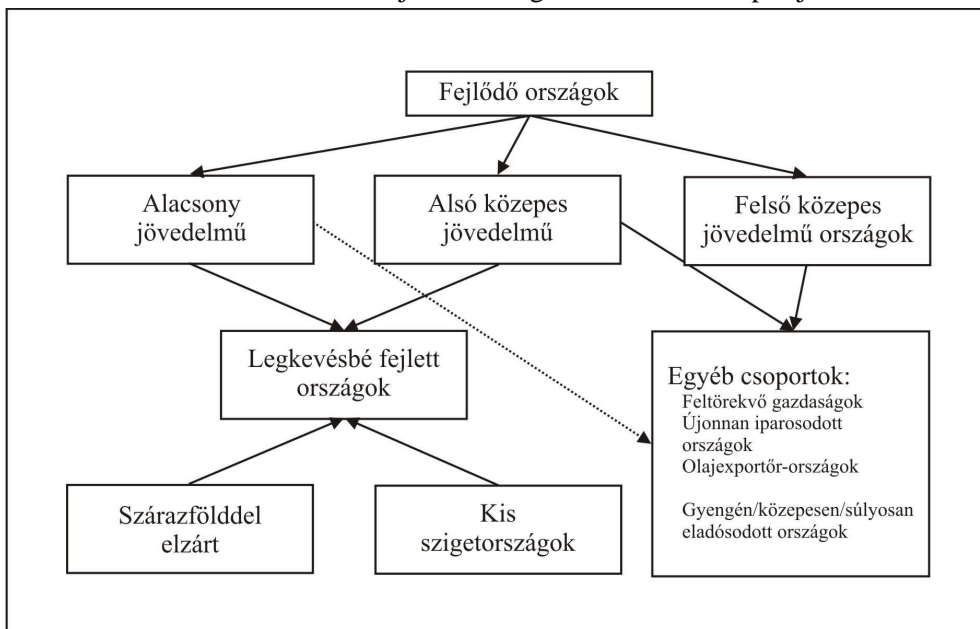 Fejlődő országok
Alacsony
jövedelmű
Alsó közepes
jövedelmű
Felső közepes
jövedelmű országok
Legkevésbé fejlett
országok
Egyéb csoportok:
Feltörekvő gazdaságok
Újonnan iparosodott
országok
Olajexportőr-országok
Gyengén/közepesen/súlyosan
eladósodott országok
Szárazfölddel
elzárt
Kis
szigetországok